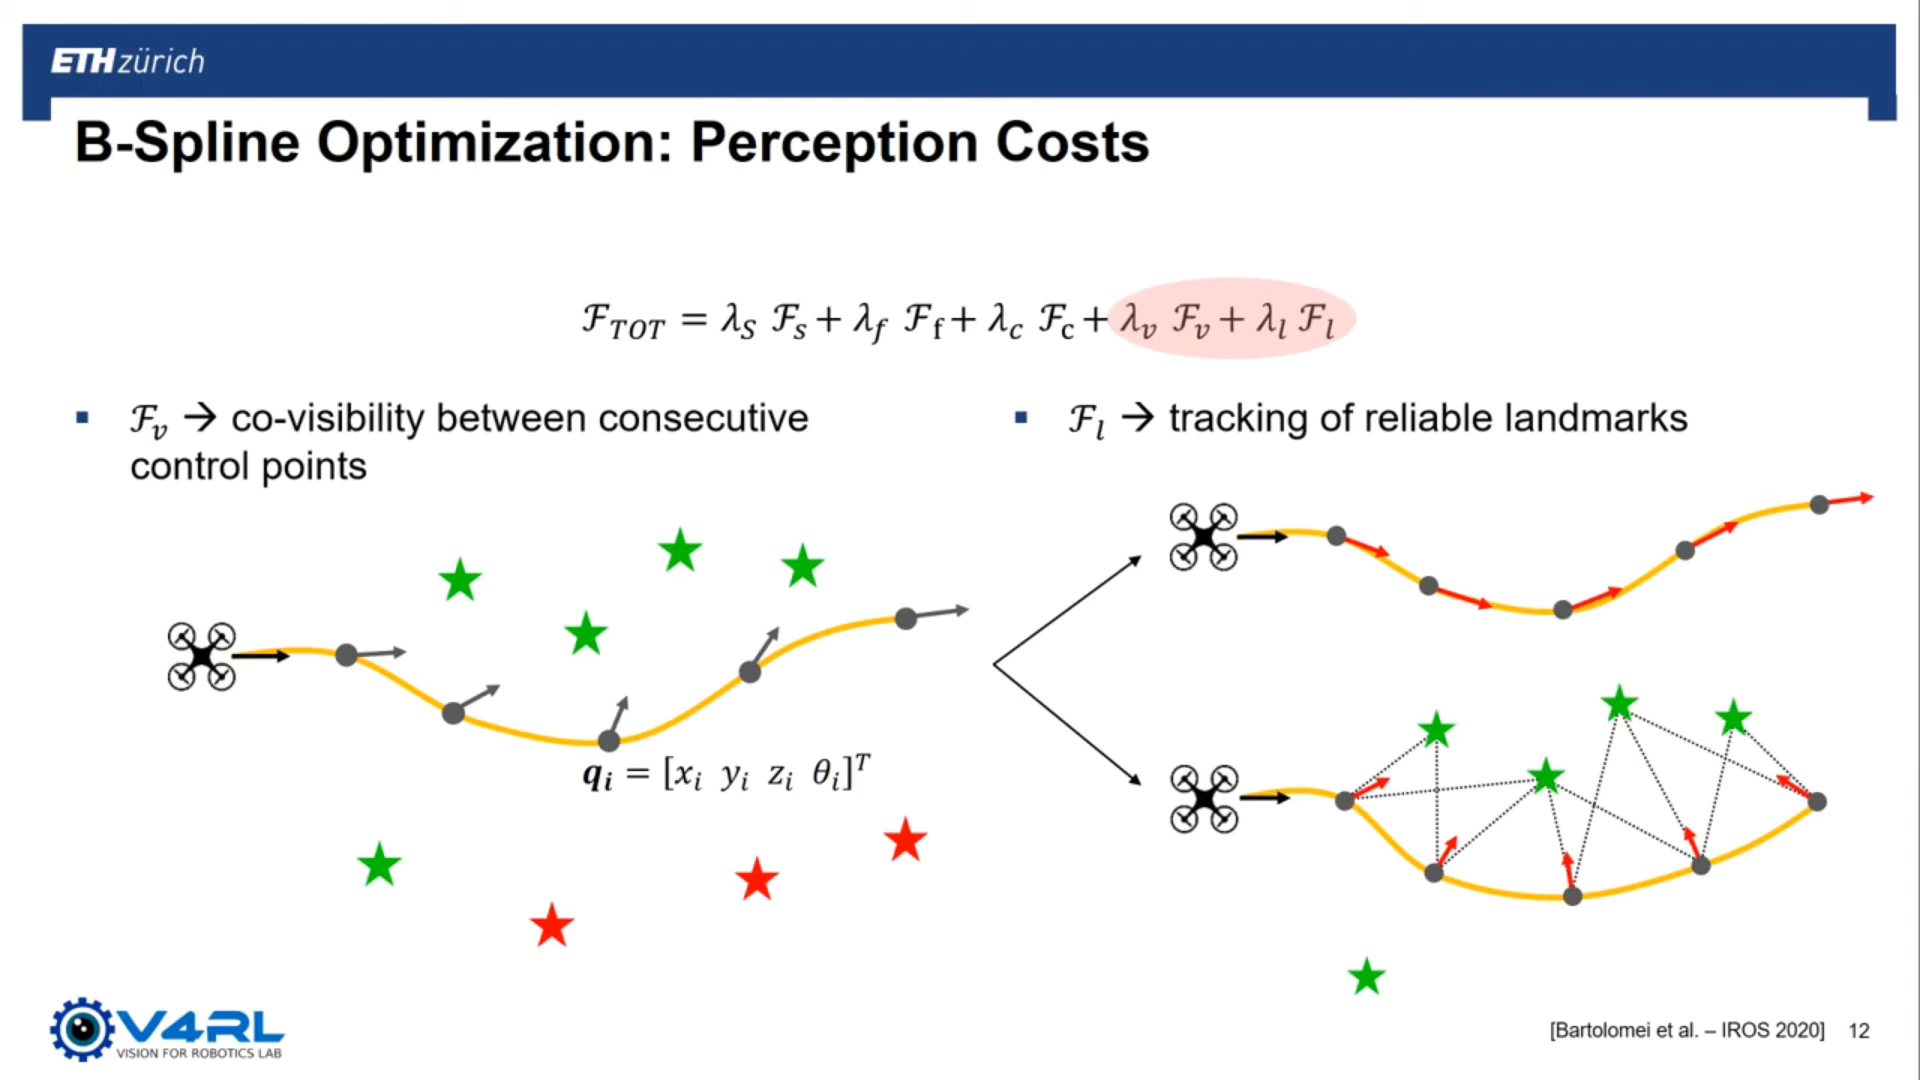 ETH zürich
B-Spline Optimization: Perception Costs
ℱ_TOT = λ_S ℱ_s + λ_f ℱ_f + λ_c ℱ_c + λ_v ℱ_v + λ_l ℱ_l
▪ ℱ_v → co-visibility between consecutive
control points
▪ ℱ_l → tracking of reliable landmarks
q_i = [x_i y_i z_i θ_i]^T
V4RL
VISION FOR ROBOTICS LAB
[Bartolomei et al. – IROS 2020] 12